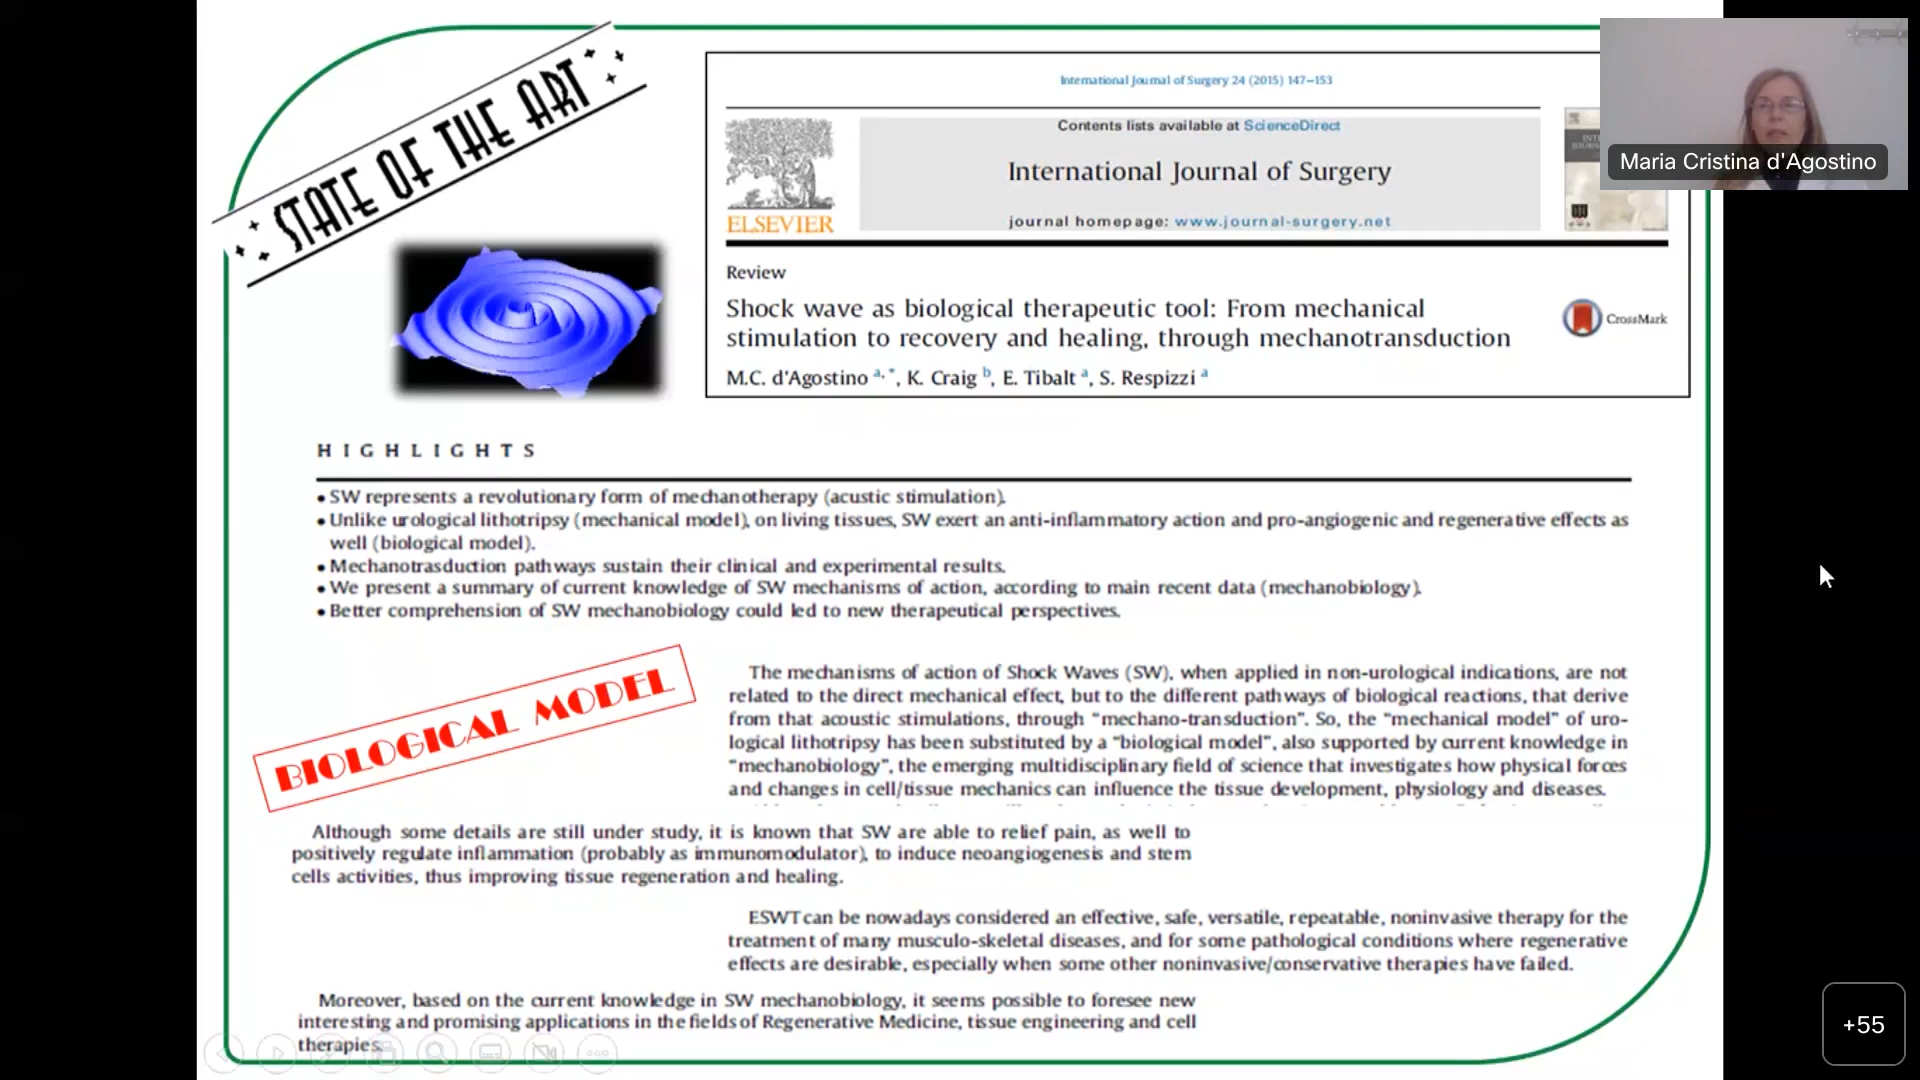 STATE OF THE ART
International Journal of Surgery 24 (2015) 147–153
Contents lists available at ScienceDirect
International Journal of Surgery
journal homepage: www.journal-surgery.net
ELSEVIER
Maria Cristina d'Agostino
Review
Shock wave as biological therapeutic tool: From mechanical
stimulation to recovery and healing, through mechanotransduction
CrossMark
M.C. d'Agostino a, *, K. Craig b, E. Tibalt a, S. Respizzi a
HIGHLIGHTS
• SW represents a revolutionary form of mechanotherapy (acustic stimulation).
• Unlike urological lithotripsy (mechanical model), on living tissues, SW exert an anti-inflammatory action and pro-angiogenic and regenerative effects as
well (biological model).
• Mechanotrasduction pathways sustain their clinical and experimental results.
• We present a summary of current knowledge of SW mechanisms of action, according to main recent data (mechanobiology).
• Better comprehension of SW mechanobiology could led to new therapeutical perspectives.
BIOLOGICAL MODEL
The mechanisms of action of Shock Waves (SW), when applied in non-urological indications, are not
related to the direct mechanical effect, but to the different pathways of biological reactions, that derive
from that acoustic stimulations, through “mechano-transduction”. So, the “mechanical model” of uro-
logical lithotripsy has been substituted by a “biological model”, also supported by current knowledge in
“mechanobiology”, the emerging multidisciplinary field of science that investigates how physical forces
and changes in cell/tissue mechanics can influence the tissue development, physiology and diseases.
Although some details are still under study, it is known that SW are able to relief pain, as well to
positively regulate inflammation (probably as immunomodulator), to induce neoangiogenesis and stem
cells activities, thus improving tissue regeneration and healing.
ESWT can be nowadays considered an effective, safe, versatile, repeatable, noninvasive therapy for the
treatment of many musculo-skeletal diseases, and for some pathological conditions where regenerative
effects are desirable, especially when some other noninvasive/conservative therapies have failed.
Moreover, based on the current knowledge in SW mechanobiology, it seems possible to foresee new
interesting and promising applications in the fields of Regenerative Medicine, tissue engineering and cell
therapies.
+55